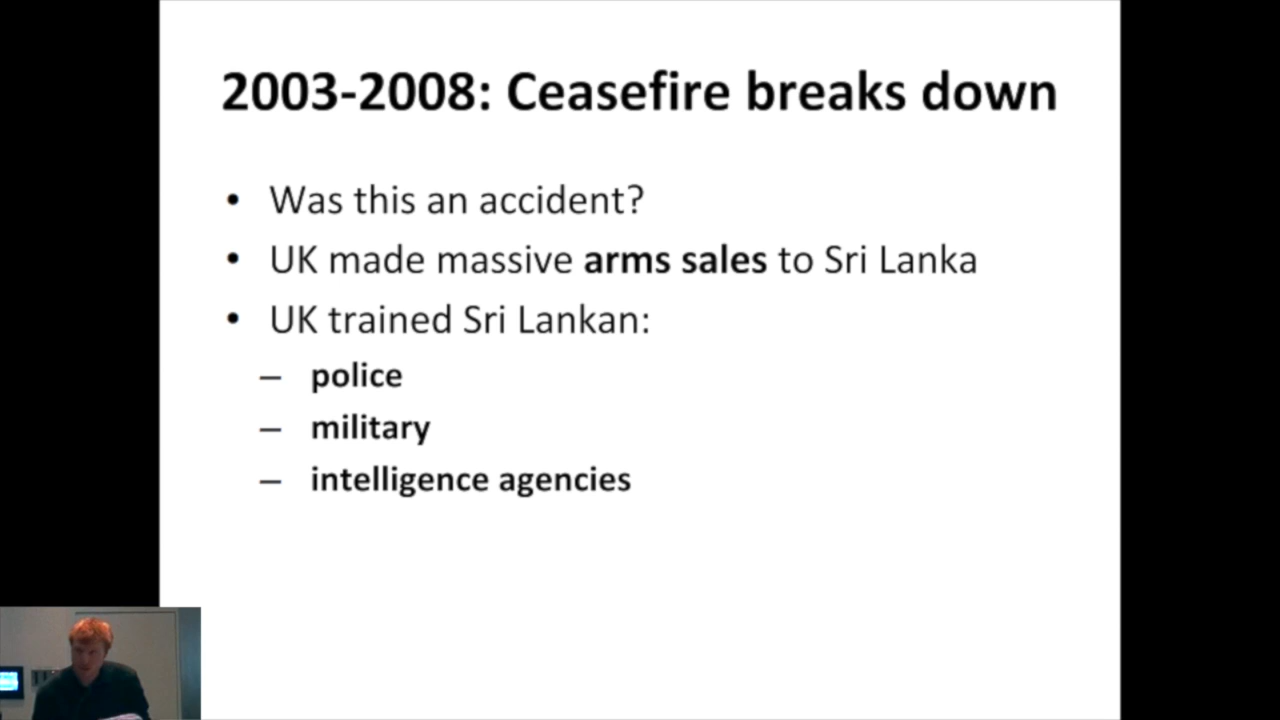 2003-2008: Ceasefire breaks down
• Was this an accident?
• UK made massive arms sales to Sri Lanka
• UK trained Sri Lankan:
– police
– military
– intelligence agencies